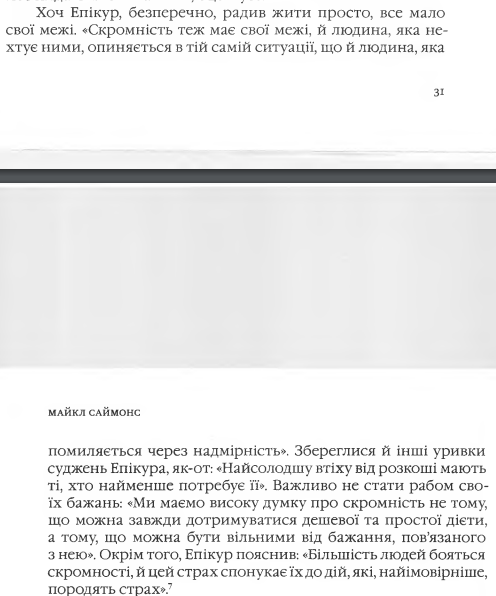 Хоч Епікур, безперечно, радив жити просто, все мало
свої межі. «Скромність теж має свої межі, й людина, яка не-
хтує ними, опиняється в тій самій ситуації, що й людина, яка
31
МАЙКЛ САЙМОНС
помиляється через надмірність». Збереглися й інші уривки
суджень Епікура, як-от: «Найсолодшу втіху від розкоші мають
ті, хто найменше потребує її». Важливо не стати рабом сво-
їх бажань: «Ми маємо високу думку про скромність не тому,
що можна завжди дотримуватися дешевої та простої дієти,
а тому, що можна бути вільними від бажання, пов’язаного
з нею». Окрім того, Епікур пояснив: «Більшість людей бояться
скромності, й цей страх спонукає їх до дій, які, найімовірніше,
породять страх».⁷